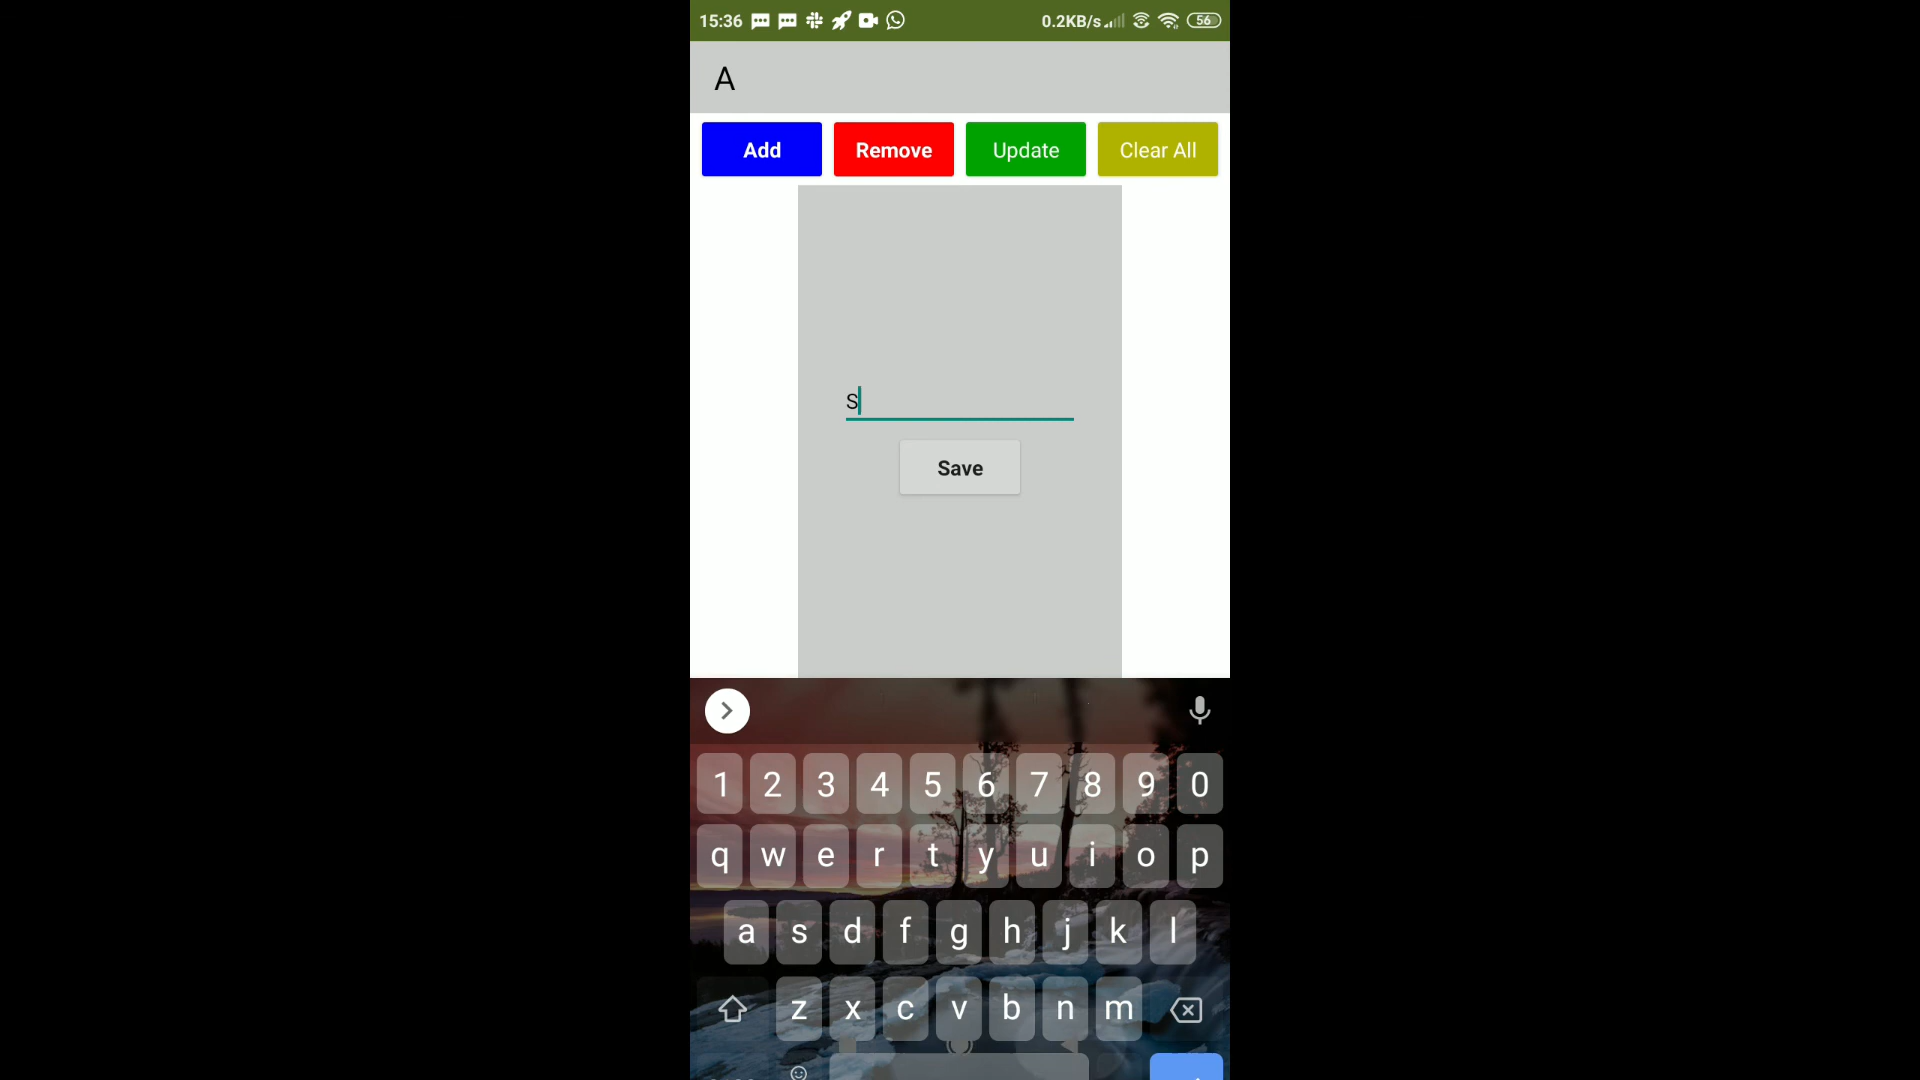 15:36 0.2KB/s 56
A
Add Remove Update Clear All
S
Save
1 2 3 4 5 6 7 8 9 0
q w e r t y u i o p
a s d f g h j k l
z x c v b n m